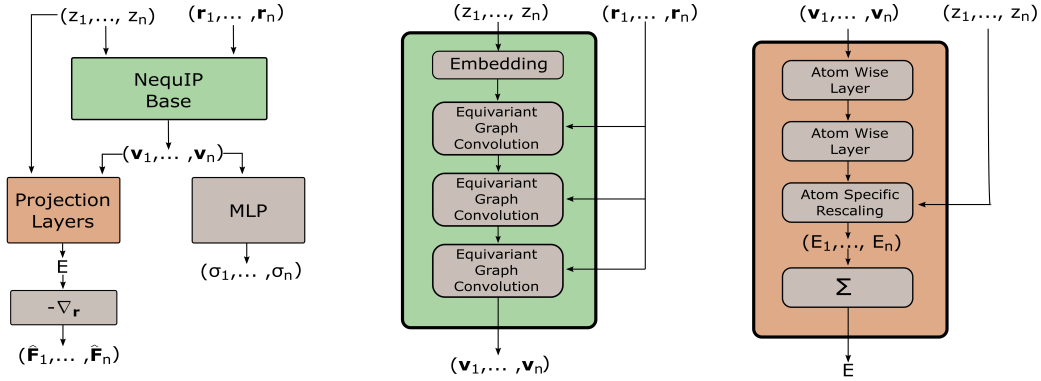 (z₁,..., zₙ)
(r₁,... ,rₙ)
NequIP
Base
(v₁,... ,vₙ)
Projection
Layers
MLP
E
(σ₁,... ,σₙ)
-∇ᵣ
(F̂₁,... ,F̂ₙ)
(z₁,..., zₙ)
(r₁,... ,rₙ)
Embedding
Equivariant
Graph
Convolution
Equivariant
Graph
Convolution
Equivariant
Graph
Convolution
(v₁,... ,vₙ)
(v₁,... ,vₙ)
(z₁,..., zₙ)
Atom Wise
Layer
Atom Wise
Layer
Atom Specific
Rescaling
(E₁,..., Eₙ)
Σ
E